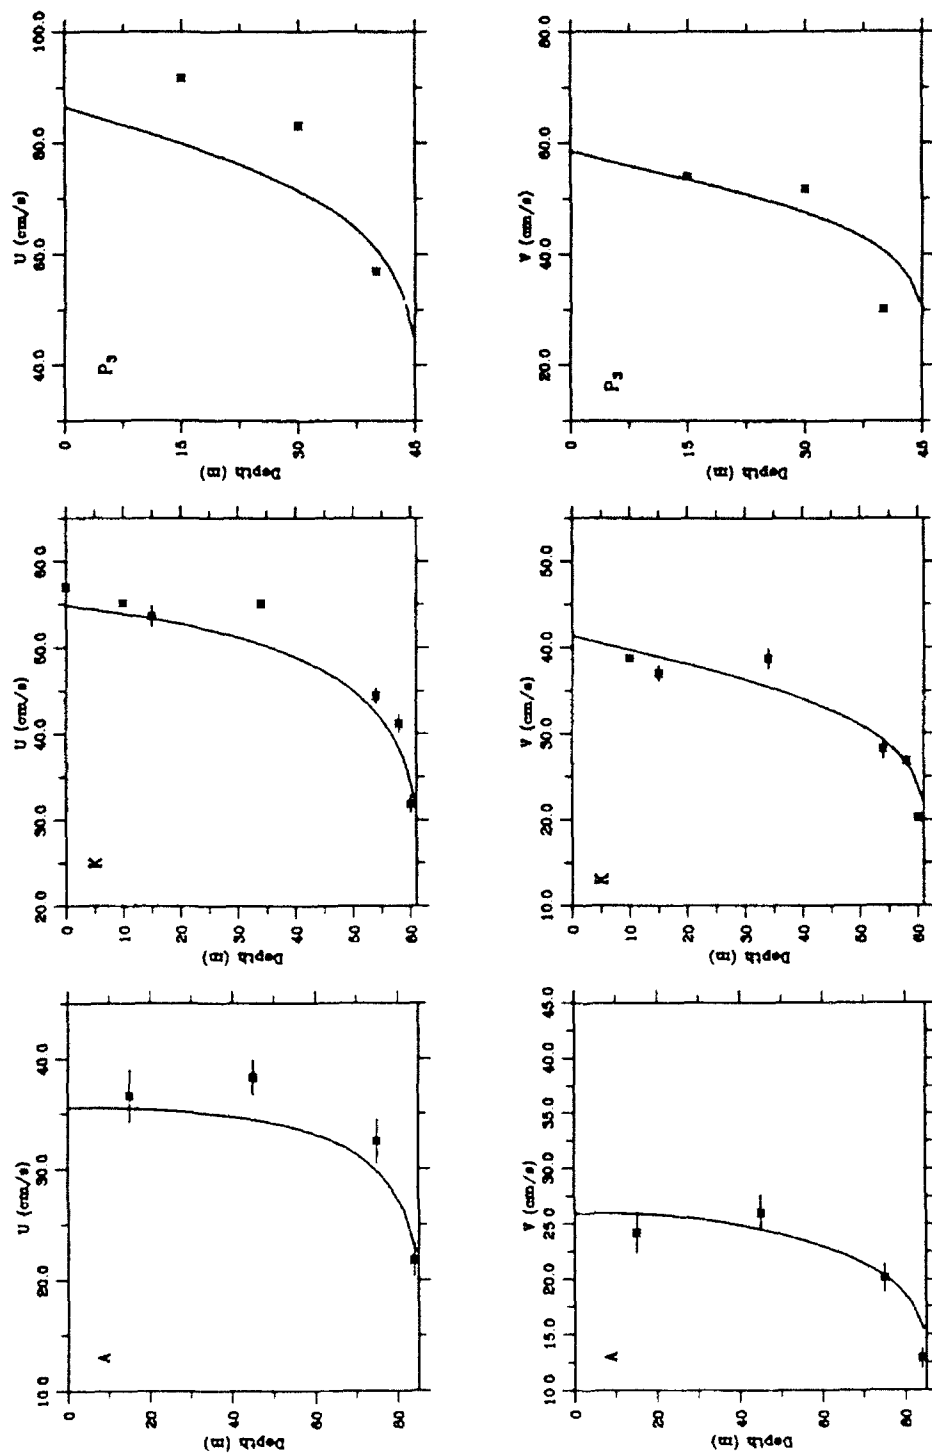 U (cm/s)
10.0 20.0 30.0 40.0
A
Depth (m)
0
20
40
60
80
U (cm/s)
20.0 30.0 40.0 50.0 60.0
K
Depth (m)
0
10
20
30
40
50
60
U (cm/s)
40.0 60.0 80.0 100.0
P₃
Depth (m)
0
15
30
45
V (cm/s)
10.0 15.0 20.0 25.0 30.0 35.0 40.0 45.0
A
Depth (m)
0
20
40
60
80
V (cm/s)
10.0 20.0 30.0 40.0 50.0
K
Depth (m)
0
10
20
30
40
50
60
V (cm/s)
20.0 40.0 60.0 80.0
P₃
Depth (m)
0
15
30
45